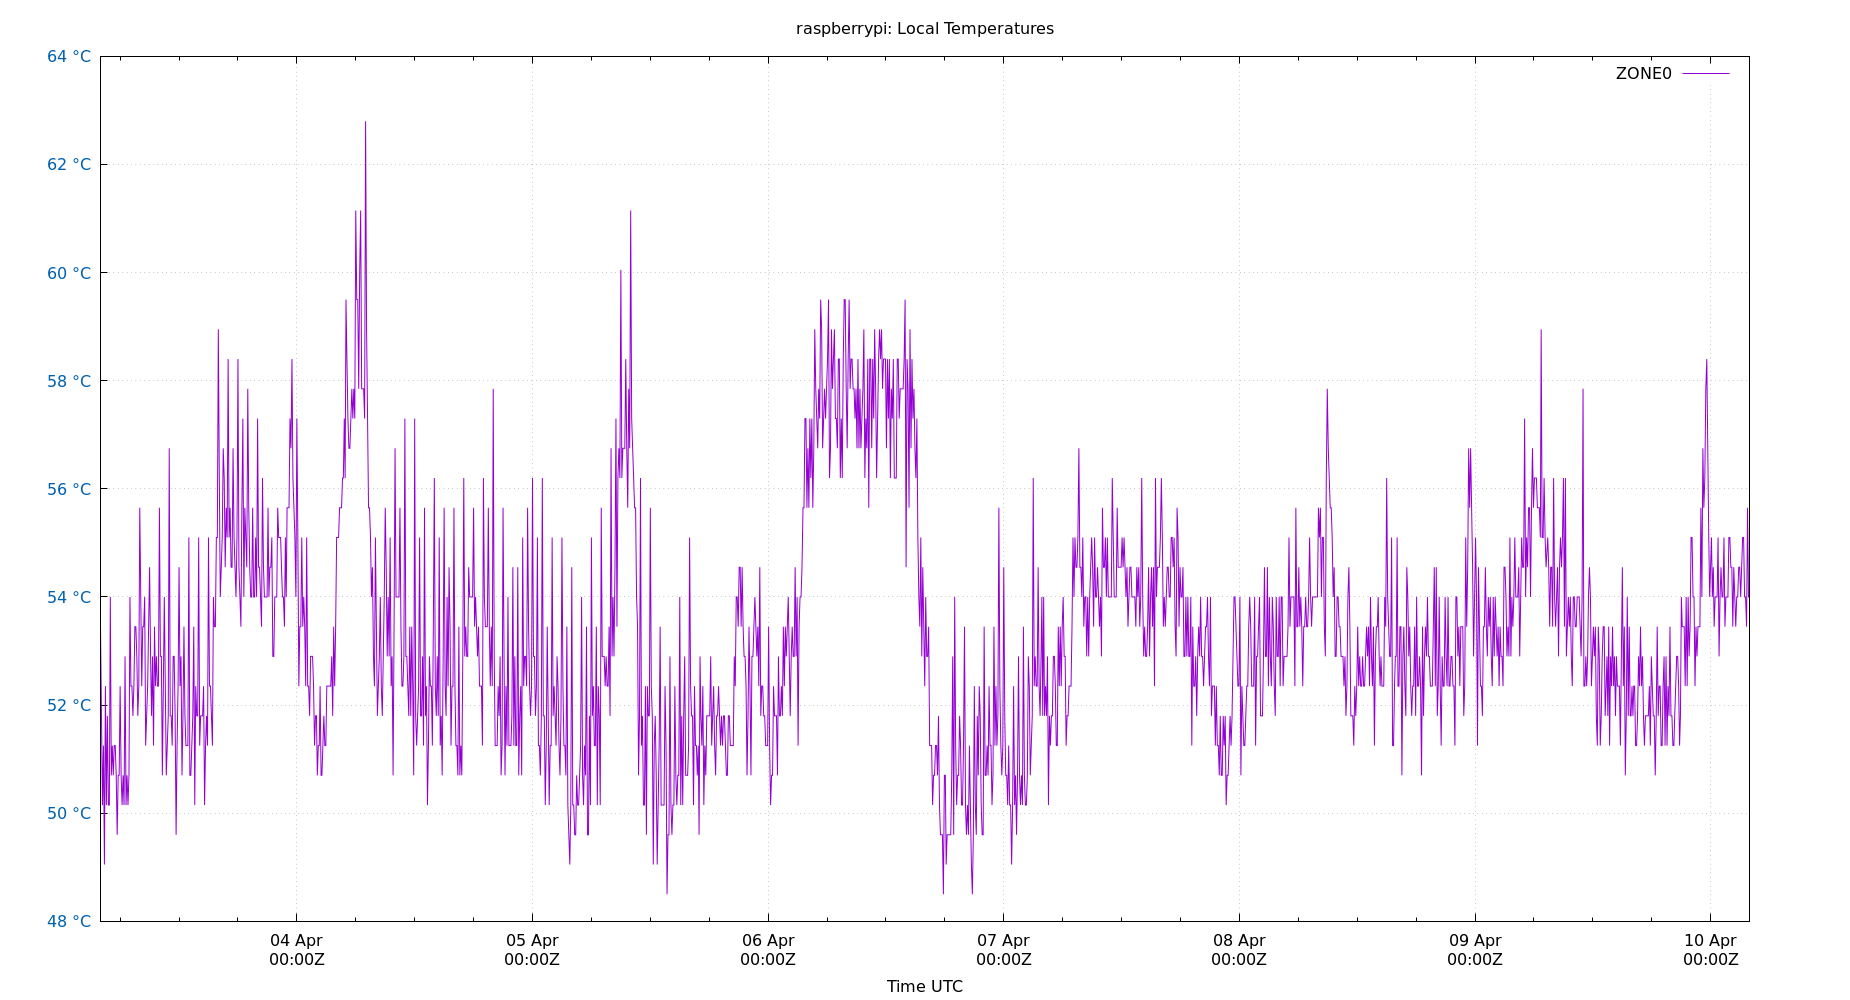 raspberrypi: Local Temperatures
64 °C
ZONE0
62 °C
60 °C
58 °C
56 °C
54 °C
52 °C
50 °C
48 °C
04 Apr 05 Apr 06 Apr 07 Apr 08 Apr 09 Apr 10 Apr
00:00Z 00:00Z 00:00Z 00:00Z 00:00Z 00:00Z 00:00Z
Time UTC